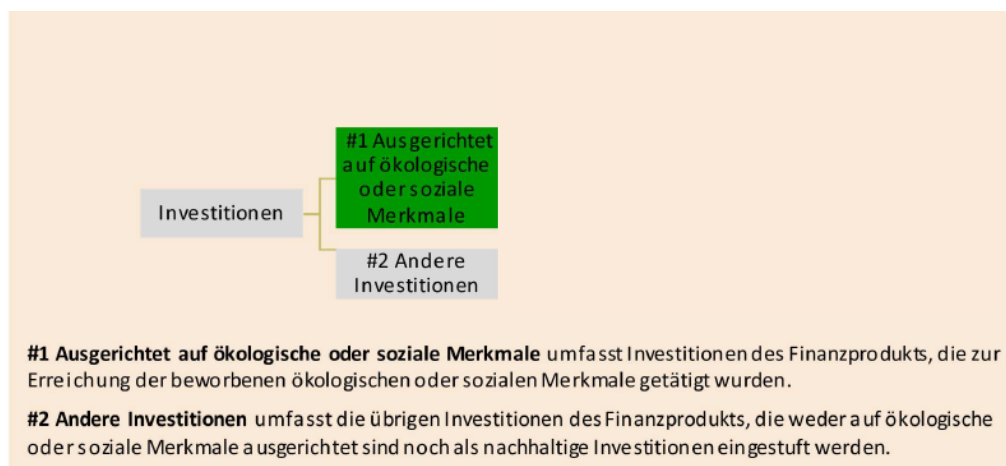 #1 Ausgerichtet
auf ökologische
oder soziale
Merkmale
Investitionen
#2 Andere
Investitionen
#1 Ausgerichtet auf ökologische oder soziale Merkmale umfasst Investitionen des Finanzprodukts, die zur
Erreichung der beworbenen ökologischen oder sozialen Merkmale getätigt wurden.
#2 Andere Investitionen umfasst die übrigen Investitionen des Finanzprodukts, die weder auf ökologische
oder soziale Merkmale ausgerichtet sind noch als nachhaltige Investitionen eingestuft werden.